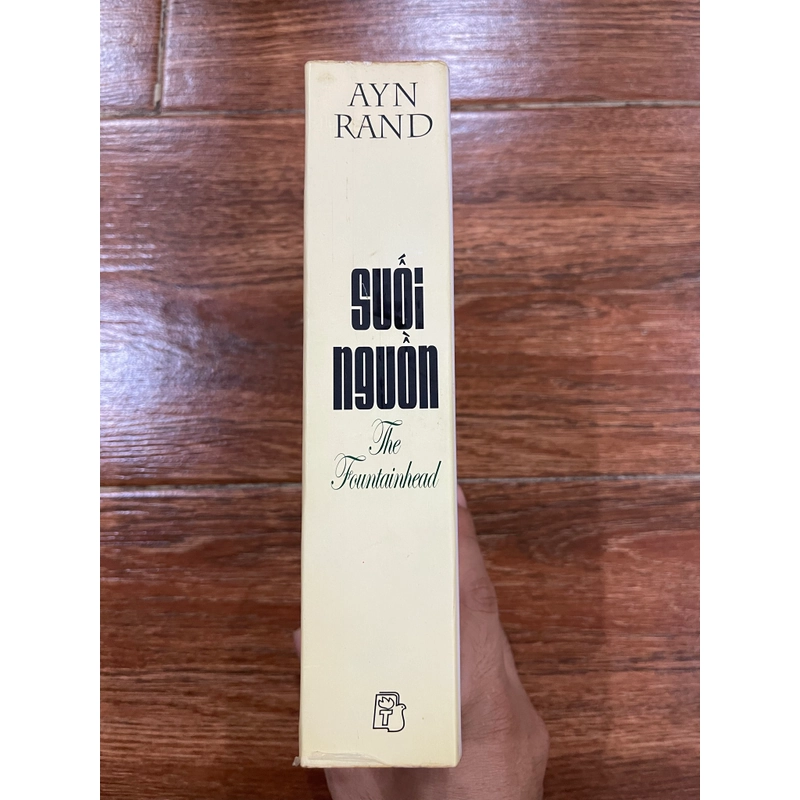 AYN
RAND
suối
nguồn
The
Fountainhead
T